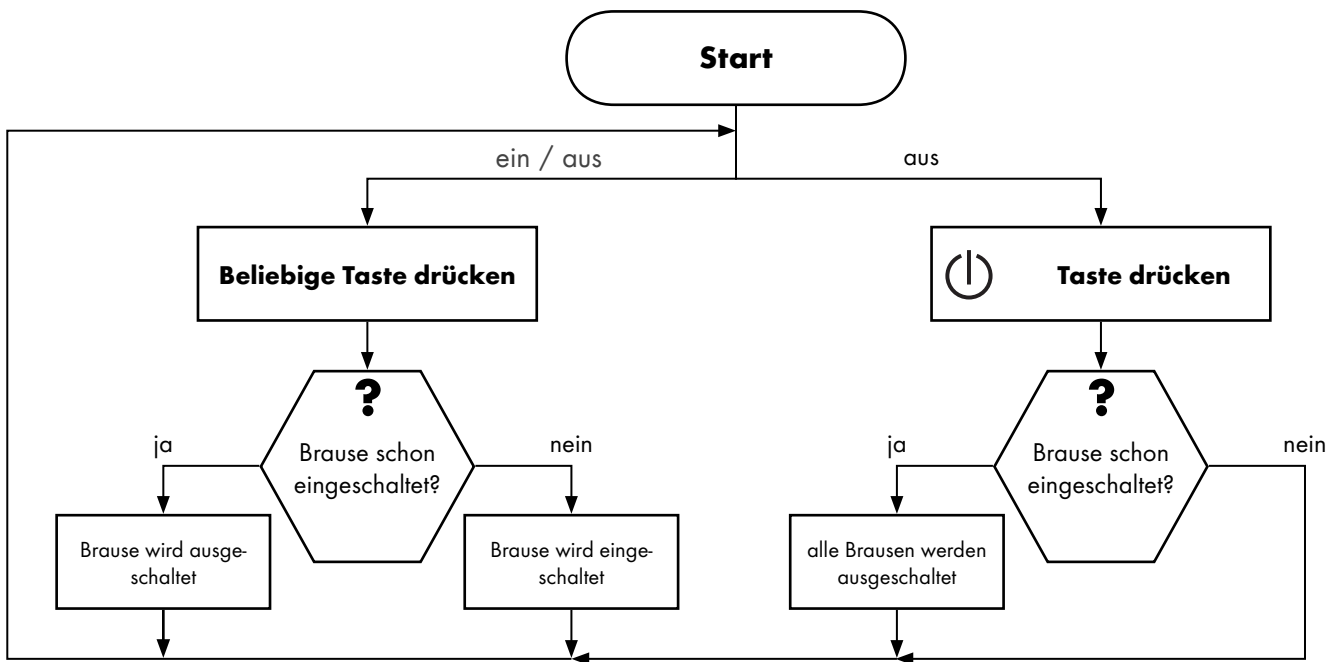 Start
ein / aus
aus
Beliebige Taste drücken
Taste drücken
?
Brause schon
eingeschaltet?
ja
nein
Brause wird ausge-
schaltet
Brause wird einge-
schaltet
?
Brause schon
eingeschaltet?
ja
nein
alle Brausen werden
ausgeschaltet